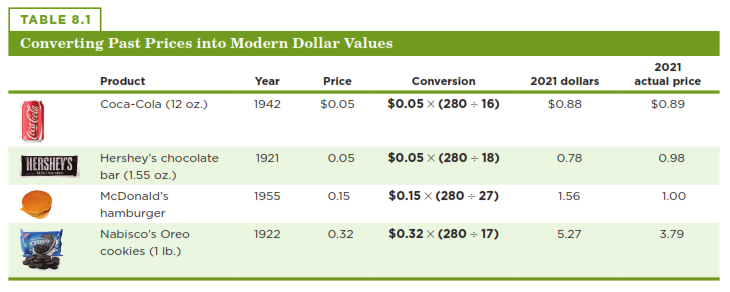 TABLE 8.1
Converting Past Prices into Modern Dollar Values
Product Year Price Conversion 2021 dollars 2021 actual price
Coca-Cola (12 oz.) 1942 $0.05 $0.05 × (280 ÷ 16) $0.88 $0.89
Coca-Cola
HERSHEY'S Hershey's chocolate bar (1.55 oz.) 1921 0.05 $0.05 × (280 ÷ 18) 0.78 0.98
McDonald's hamburger 1955 0.15 $0.15 × (280 ÷ 27) 1.56 1.00
OREO Nabisco's Oreo cookies (1 lb.) 1922 0.32 $0.32 × (280 ÷ 17) 5.27 3.79